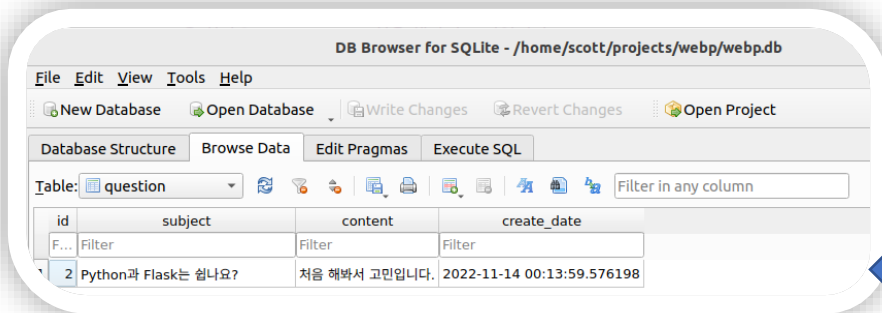 DB Browser for SQLite - /home/scott/projects/webp/webp.db
File Edit View Tools Help
New Database Open Database Write Changes Revert Changes Open Project
Database Structure Browse Data Edit Pragmas Execute SQL
Table: question Filter in any column
id subject content create_date
F... Filter Filter Filter
2 Python과 Flask는 쉽나요? 처음 해봐서 고민입니다. 2022-11-14 00:13:59.576198